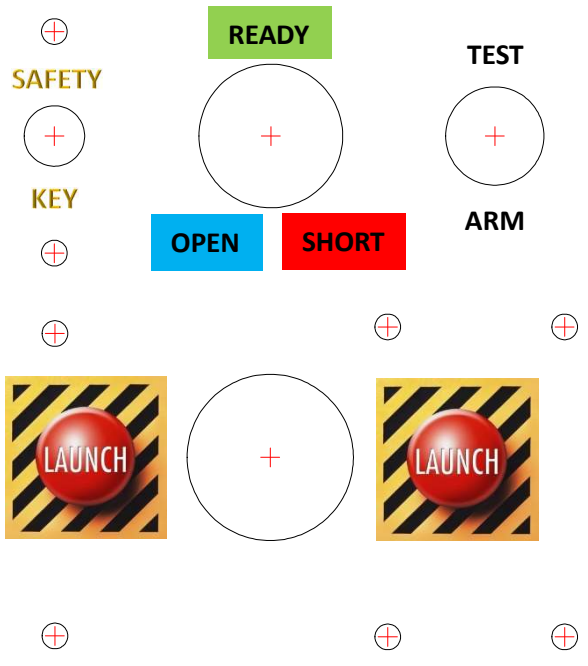 READY
TEST
SAFETY
KEY
ARM
OPEN
SHORT
LAUNCH
LAUNCH